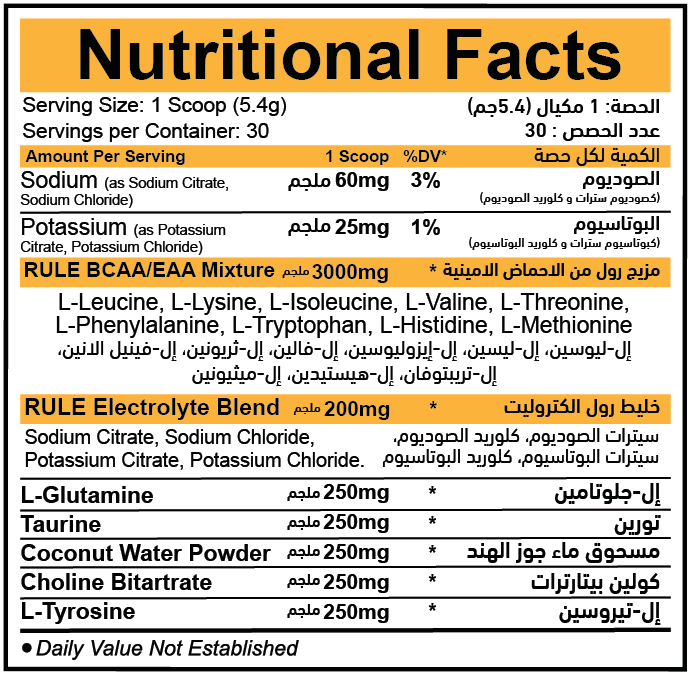 Nutritional Facts
Serving Size: 1 Scoop (5.4g) الحصة: 1 مكيال (5.4جم)
Servings per Container: 30 عدد الحصص : 30
Amount Per Serving 1 Scoop %DV* الكمية لكل حصة
Sodium (as Sodium Citrate, ملجم 60mg 3% الصوديوم
Sodium Chloride) (كصوديوم سترات و كلوريد الصوديوم)
Potassium (as Potassium ملجم 25mg 1% البوتاسيوم
Citrate, Potassium Chloride) (كبوتاسيوم سترات و كلوريد البوتاسيوم)
RULE BCAA/EAA Mixture ملجم 3000mg * مزيج رول من الاحماض الامينية
L-Leucine, L-Lysine, L-Isoleucine, L-Valine, L-Threonine,
L-Phenylalanine, L-Tryptophan, L-Histidine, L-Methionine
إل-ليوسين، إل-ليسين، إل-إيزوليوسين، إل-فالين، إل-ثريونين، إل-فينيل الانين،
إل-تريبتوفان، إل-هيستيدين، إل-ميثيونين
RULE Electrolyte Blend ملجم 200mg * خليط رول الكتروليت
Sodium Citrate, Sodium Chloride, سيترات الصوديوم، كلوريد الصوديوم،
Potassium Citrate, Potassium Chloride. سيترات البوتاسيوم، كلوريد البوتاسيوم
L-Glutamine ملجم 250mg * إل-جلوتامين
Taurine ملجم 250mg * تورين
Coconut Water Powder ملجم 250mg * مسحوق ماء جوز الهند
Choline Bitartrate ملجم 250mg * كولين بيتارترات
L-Tyrosine ملجم 250mg * إل-تيروسين
• Daily Value Not Established